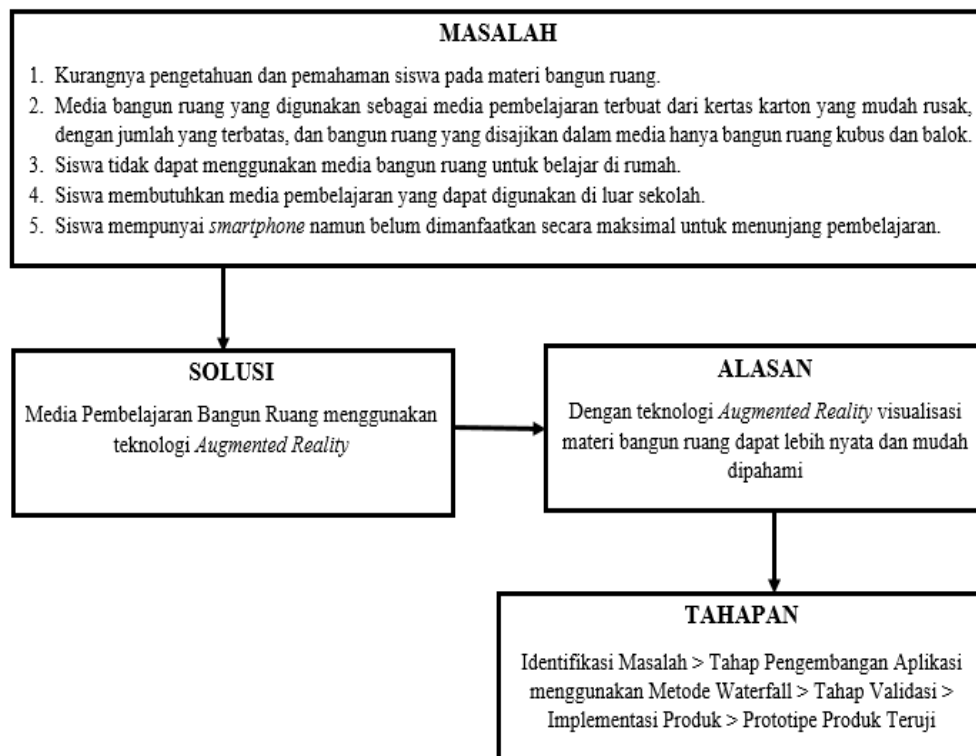 MASALAH
1. Kurangnya pengetahuan dan pemahaman siswa pada materi bangun ruang.
2. Media bangun ruang yang digunakan sebagai media pembelajaran terbuat dari kertas karton yang mudah rusak,
dengan jumlah yang terbatas, dan bangun ruang yang disajikan dalam media hanya bangun ruang kubus dan balok.
3. Siswa tidak dapat menggunakan media bangun ruang untuk belajar di rumah.
4. Siswa membutuhkan media pembelajaran yang dapat digunakan di luar sekolah.
5. Siswa mempunyai smartphone namun belum dimanfaatkan secara maksimal untuk menunjang pembelajaran.
SOLUSI
Media Pembelajaran Bangun Ruang menggunakan
teknologi Augmented Reality
ALASAN
Dengan teknologi Augmented Reality visualisasi
materi bangun ruang dapat lebih nyata dan mudah
dipahami
TAHAPAN
Identifikasi Masalah > Tahap Pengembangan Aplikasi
menggunakan Metode Waterfall > Tahap Validasi >
Implementasi Produk > Prototipe Produk Teruji